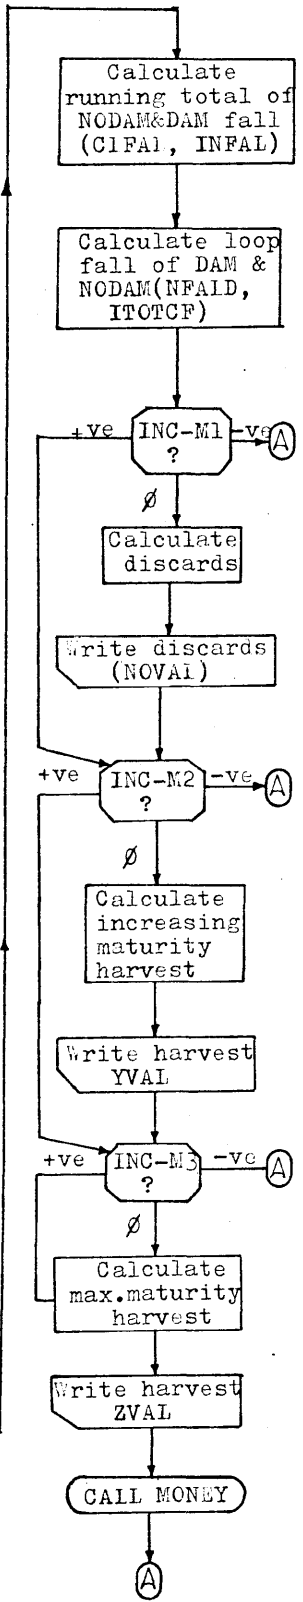 Calculate
running total of
NODAM&DAM fall
(C1FA1, INFAL)
Calculate loop
fall of DAM &
NODAM(NFALD,
ITOTCF)
+ve
INC-M1
?
-ve
A
Ø
Calculate
discards
Write discards
(NOVA1)
+ve
INC-M2
?
-ve
A
Ø
Calculate
increasing
maturity
harvest
Write harvest
YVAL
+ve
INC-M3
?
-ve
A
Ø
Calculate
max.maturity
harvest
Write harvest
ZVAL
CALL MONEY
A